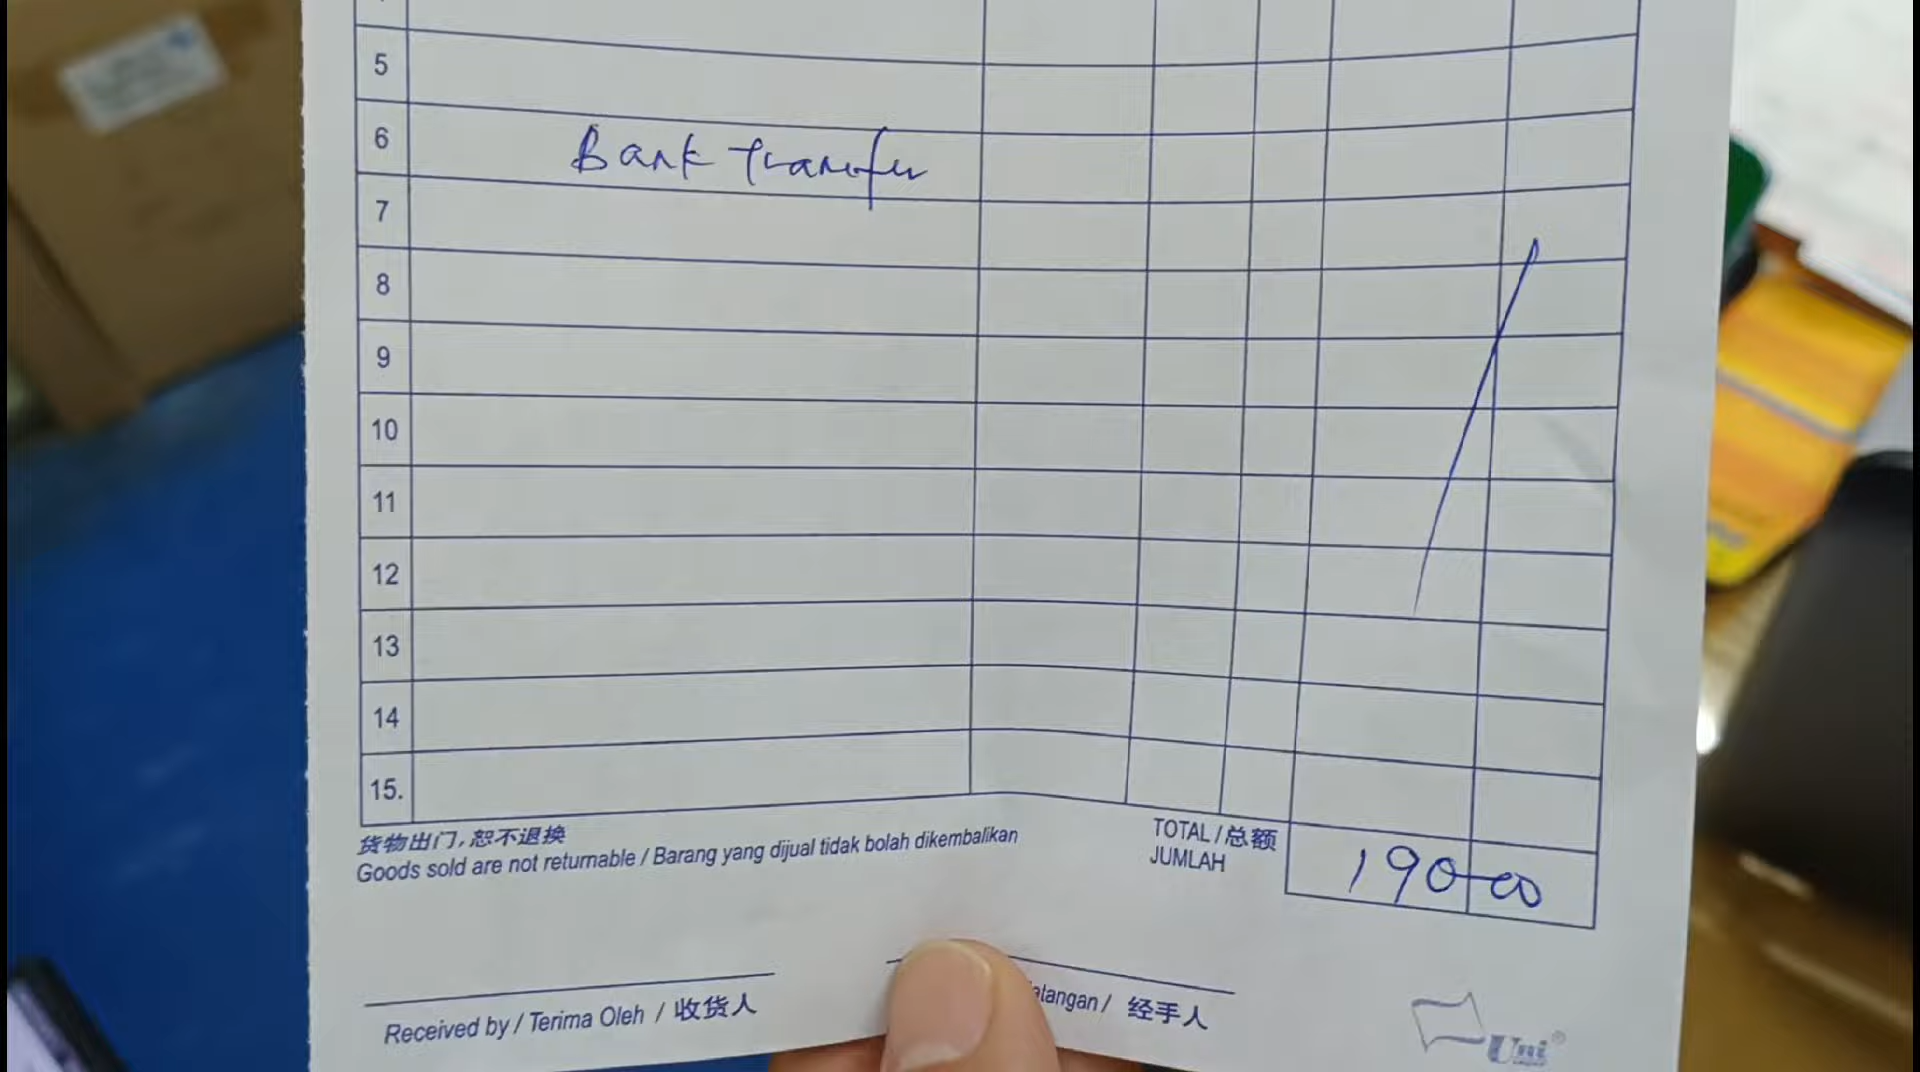 5
6 Bank transfer
7
8
9
10
11
12
13
14
15.
货物出门,恕不退换
Goods sold are not returnable / Barang yang dijual tidak bolah dikembalikan
TOTAL / 总额
JUMLAH
190 00
Received by / Terima Oleh / 收货人
atangan / 经手人
Uni